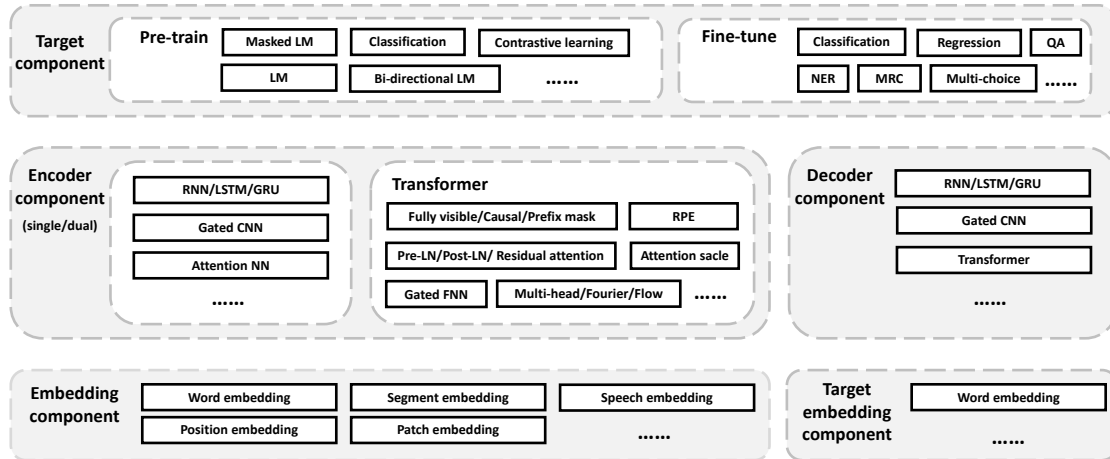 Target
component
Pre-train
Masked LM
Classification
Contrastive learning
LM
Bi-directional LM
......
Fine-tune
Classification
Regression
QA
NER
MRC
Multi-choice
......
Encoder
component
(single/dual)
RNN/LSTM/GRU
Gated CNN
Attention NN
......
Transformer
Fully visible/Causal/Prefix mask
RPE
Pre-LN/Post-LN/ Residual attention
Attention sacle
Gated FNN
Multi-head/Fourier/Flow
......
Decoder
component
RNN/LSTM/GRU
Gated CNN
Transformer
......
Embedding
component
Word embedding
Segment embedding
Speech embedding
Position embedding
Patch embedding
......
Target
embedding
component
Word embedding
......